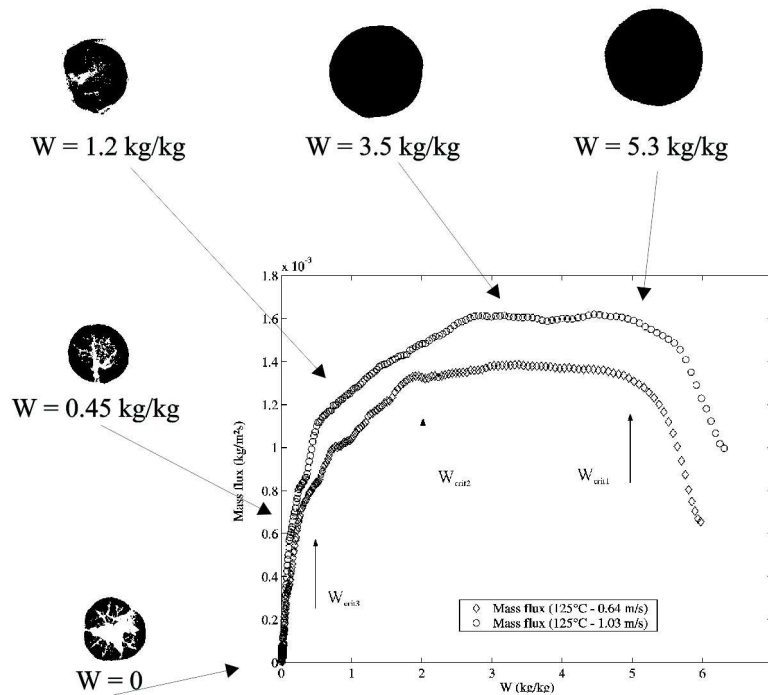 W = 1.2 kg/kg
W = 3.5 kg/kg
W = 5.3 kg/kg
W = 0.45 kg/kg
W = 0
x 10⁻³
1.8
1.6
1.4
1.2
1
0.8
0.6
0.4
0.2
0
Mass flux (kg/m²s)
W_crit2
W_crit1
W_crit3
Mass flux (125°C - 0.64 m/s)
Mass flux (125°C - 1.03 m/s)
0 1 2 3 4 5 6
W (kg/kg)